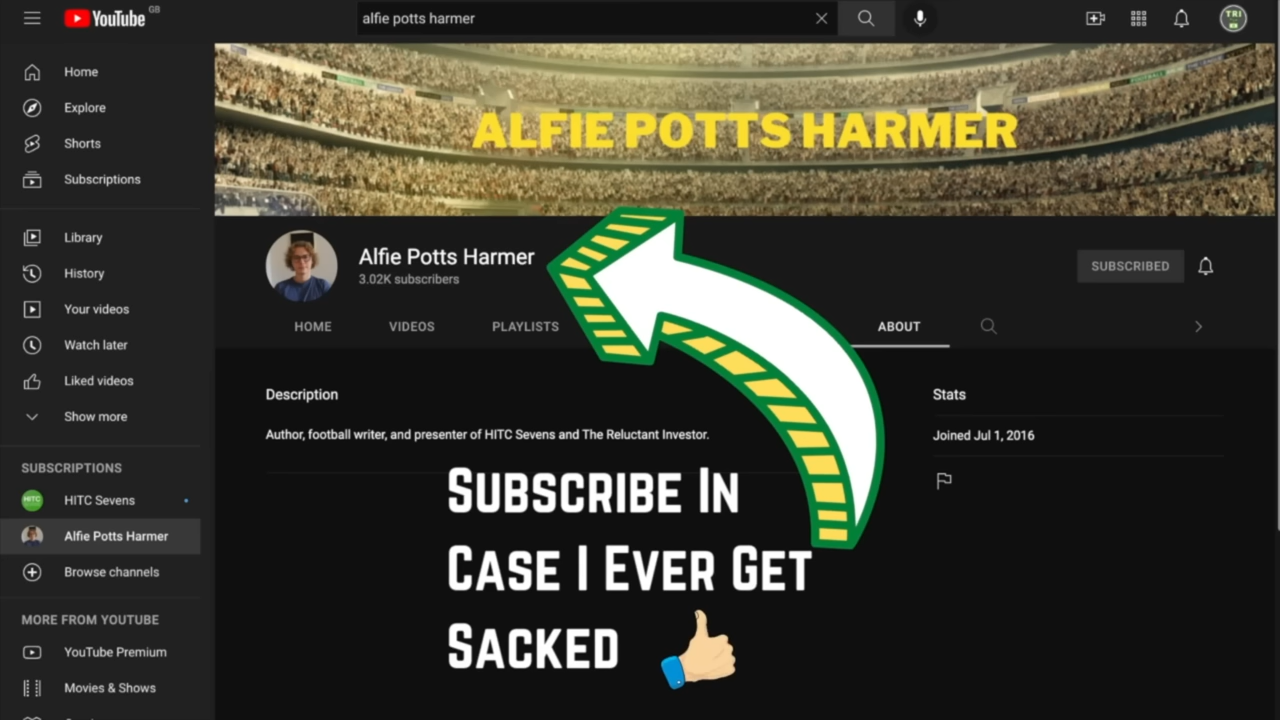 YouTube GB
alfie potts harmer
TRI
Home
Explore
Shorts
Subscriptions
Library
History
Your videos
Watch later
Liked videos
Show more
SUBSCRIPTIONS
HITC HITC Sevens
Alfie Potts Harmer
Browse channels
MORE FROM YOUTUBE
YouTube Premium
Movies & Shows
ALFIE POTTS HARMER
Alfie Potts Harmer
3.02K subscribers
SUBSCRIBED
HOME VIDEOS PLAYLISTS ABOUT
Description
Author, football writer, and presenter of HITC Sevens and The Reluctant Investor.
Stats
Joined Jul 1, 2016
SUBSCRIBE IN
CASE I EVER GET
SACKED